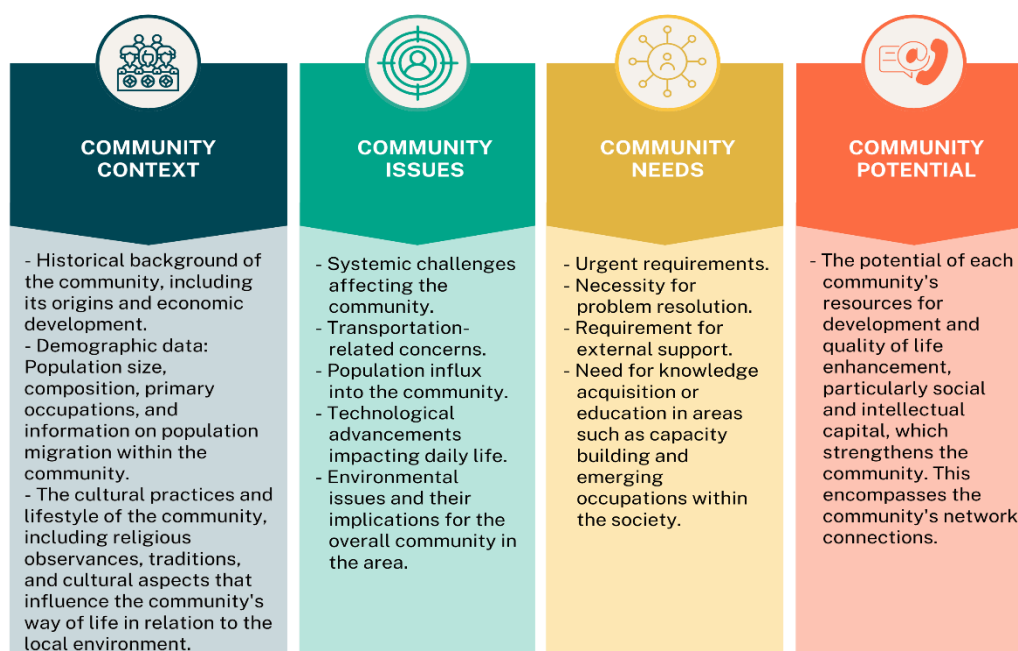 COMMUNITY
CONTEXT
- Historical background of
the community, including
its origins and economic
development.
- Demographic data:
Population size,
composition, primary
occupations, and
information on population
migration within the
community.
- The cultural practices and
lifestyle of the community,
including religious
observances, traditions,
and cultural aspects that
influence the community's
way of life in relation to the
local environment.
COMMUNITY
ISSUES
- Systemic challenges
affecting the
community.
- Transportation-
related concerns.
- Population influx
into the community.
- Technological
advancements
impacting daily life.
- Environmental
issues and their
implications for the
overall community in
the area.
COMMUNITY
NEEDS
- Urgent requirements.
- Necessity for
problem resolution.
- Requirement for
external support.
- Need for knowledge
acquisition or
education in areas
such as capacity
building and
emerging
occupations within
the society.
COMMUNITY
POTENTIAL
- The potential of each
community's
resources for
development and
quality of life
enhancement,
particularly social
and intellectual
capital, which
strengthens the
community. This
encompasses the
community's network
connections.